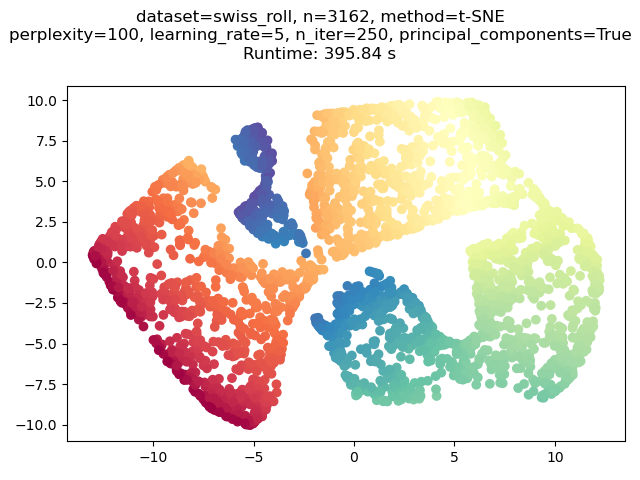 dataset=swiss_roll, n=3162, method=t-SNE
perplexity=100, learning_rate=5, n_iter=250, principal_components=True
Runtime: 395.84 s
10.0
7.5
5.0
2.5
0.0
−2.5
−5.0
−7.5
−10.0
−10 −5 0 5 10